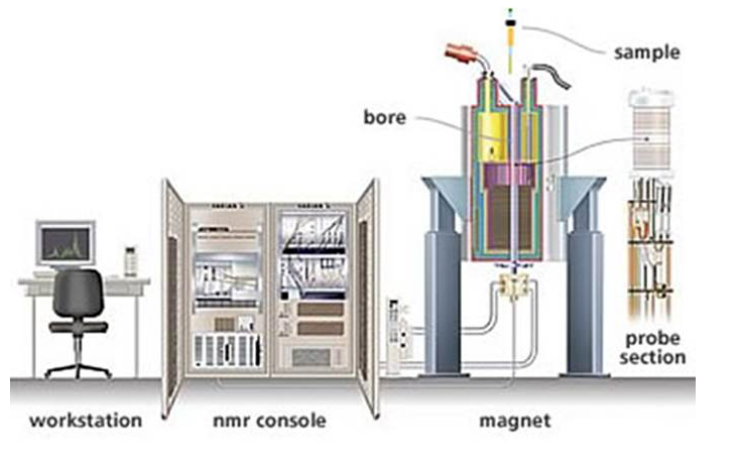 sample
bore
probe
section
workstation
nmr console
magnet